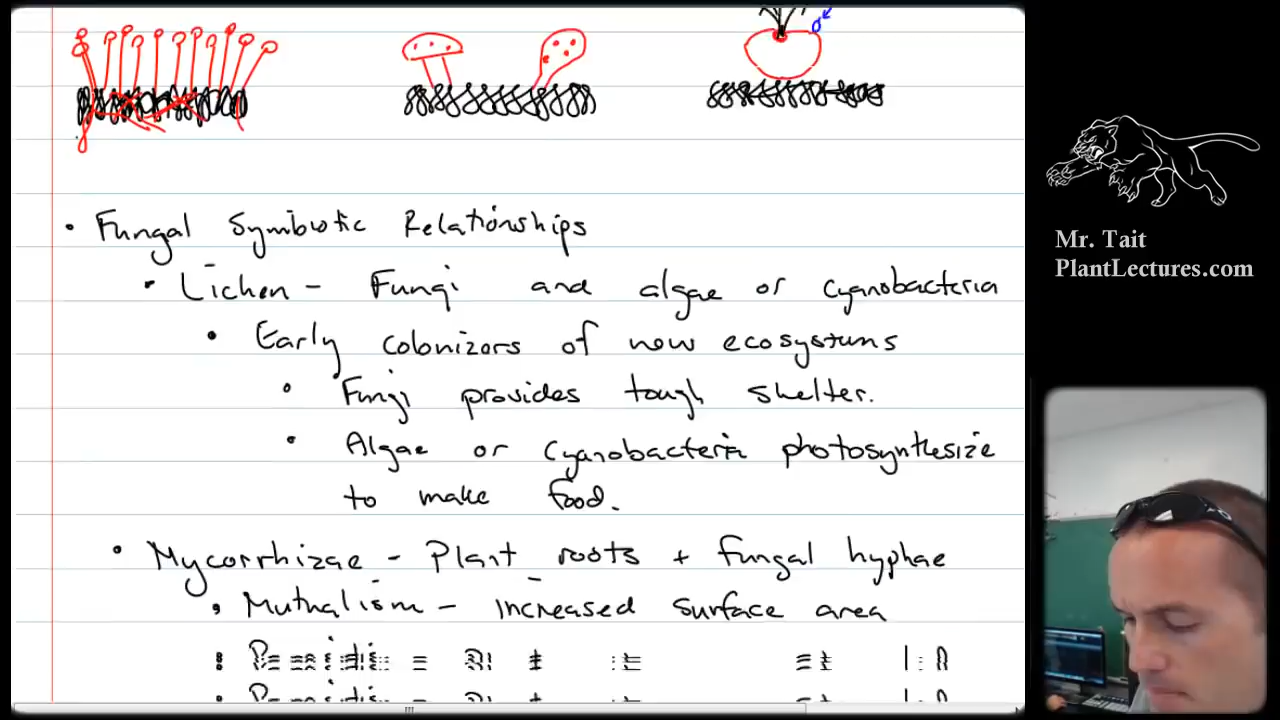 • Fungal Symbiotic Relationships
• Lichen - Fungi and algae or cyanobacteria
• Early colonizors of new ecosystems
• Fungi provides tough shelter.
• Algae or cyanobacteria photosynthesize
to make food.
• Mycorrhizae - Plant roots + fungal hyphae
• Mutualism - increased surface area
Mr. Tait
PlantLectures.com